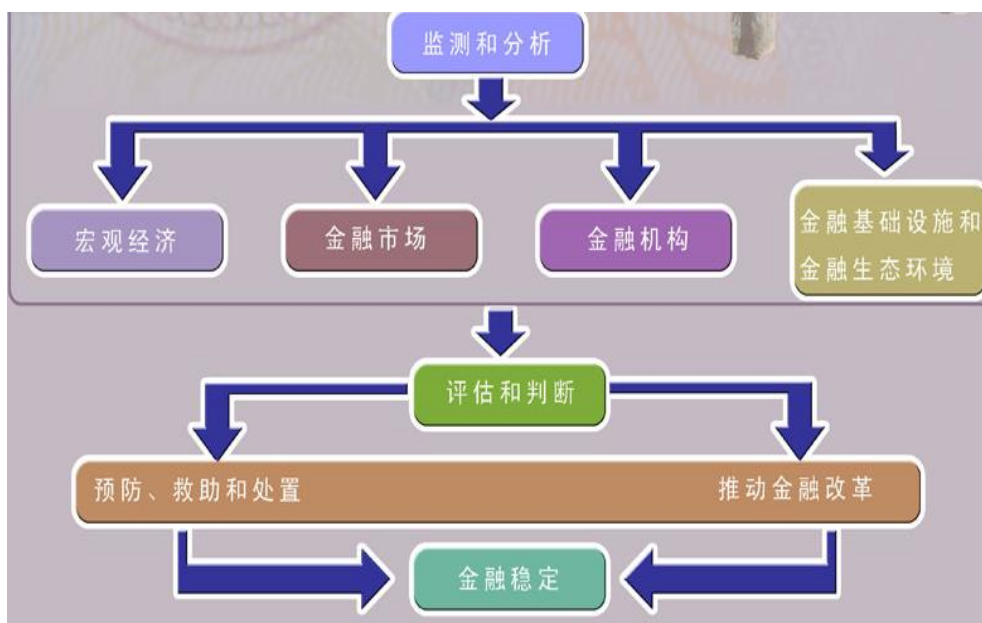 监测和分析
宏观经济
金融市场
金融机构
金融基础设施和
金融生态环境
评估和判断
预防、救助和处置
推动金融改革
金融稳定